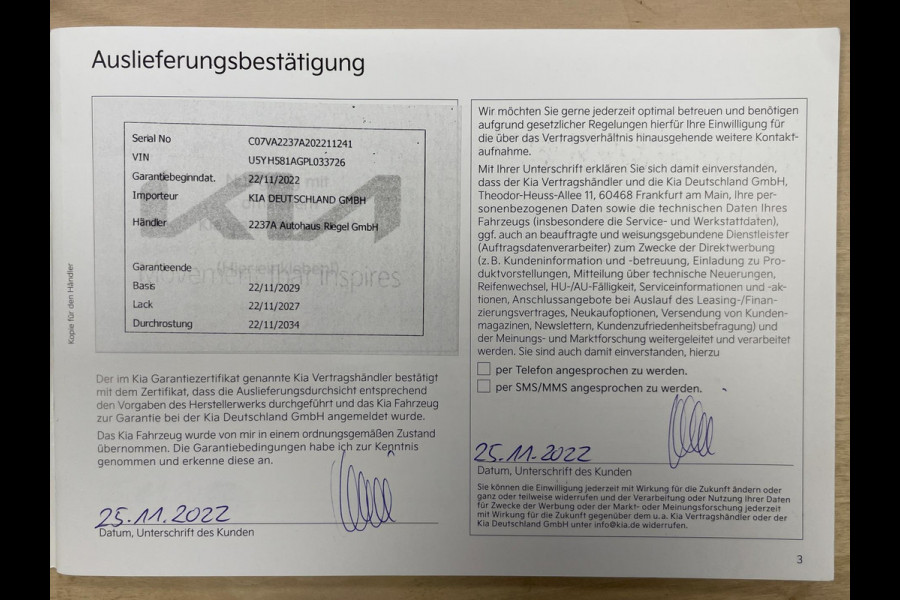 Auslieferungsbestätigung
Serial No C07VA2237A202211241
VIN U5YH581AGPL033726
Garantiebeginndat. 22/11/2022
Importeur KIA DEUTSCHLAND GMBH
Händler 2237A Autohaus Riegel GmbH
Garantieende (Hier einkleben)
Movement that inspires
Basis 22/11/2029
Lack 22/11/2027
Durchrostung 22/11/2034
Kopie für den Händler
Der im Kia Garantiezertifikat genannte Kia Vertragshändler bestätigt
mit dem Zertifikat, dass die Auslieferungsdurchsicht entsprechend
den Vorgaben des Herstellerwerks durchgeführt und das Kia Fahrzeug
zur Garantie bei der Kia Deutschland GmbH angemeldet wurde.
Das Kia Fahrzeug wurde von mir in einem ordnungsgemäßen Zustand
übernommen. Die Garantiebedingungen habe ich zur Kenntnis
genommen und erkenne diese an.
25.11.2022
Datum, Unterschrift des Kunden
Wir möchten Sie gerne jederzeit optimal betreuen und benötigen
aufgrund gesetzlicher Regelungen hierfür Ihre Einwilligung für
die über das Vertragsverhältnis hinausgehende weitere Kontakt-
aufnahme.
Mit Ihrer Unterschrift erklären Sie sich damit einverstanden,
dass der Kia Vertragshändler und die Kia Deutschland GmbH,
Theodor-Heuss-Allee 11, 60468 Frankfurt am Main, Ihre per-
sonenbezogenen Daten sowie die technischen Daten Ihres
Fahrzeugs (insbesondere die Service- und Werkstattdaten),
ggf. auch an beauftragte und weisungsgebundene Dienstleister
(Auftragsdatenverarbeiter) zum Zwecke der Direktwerbung
(z. B. Kundeninformation und -betreuung, Einladung zu Pro-
duktvorstellungen, Mitteilung über technische Neuerungen,
Reifenwechsel, HU-/AU-Fälligkeit, Serviceinformationen und -ak-
tionen, Anschlussangebote bei Auslauf des Leasing-/Finan-
zierungsvertrages, Neukaufoptionen, Versendung von Kunden-
magazinen, Newslettern, Kundenzufriedenheitsbefragung) und
der Meinungs- und Marktforschung weitergeleitet und verarbeitet
werden. Sie sind auch damit einverstanden, hierzu
per Telefon angesprochen zu werden.
per SMS/MMS angesprochen zu werden.
25.11.2022
Datum, Unterschrift des Kunden
Sie können die Einwilligung jederzeit mit Wirkung für die Zukunft ändern oder
ganz oder teilweise widerrufen und der Verarbeitung oder Nutzung Ihrer Daten
für Zwecke der Werbung oder der Markt- oder Meinungsforschung jederzeit
mit Wirkung für die Zukunft gegenüber dem u. a. Kia Vertragshändler oder der
Kia Deutschland GmbH unter info@kia.de widerrufen.
3